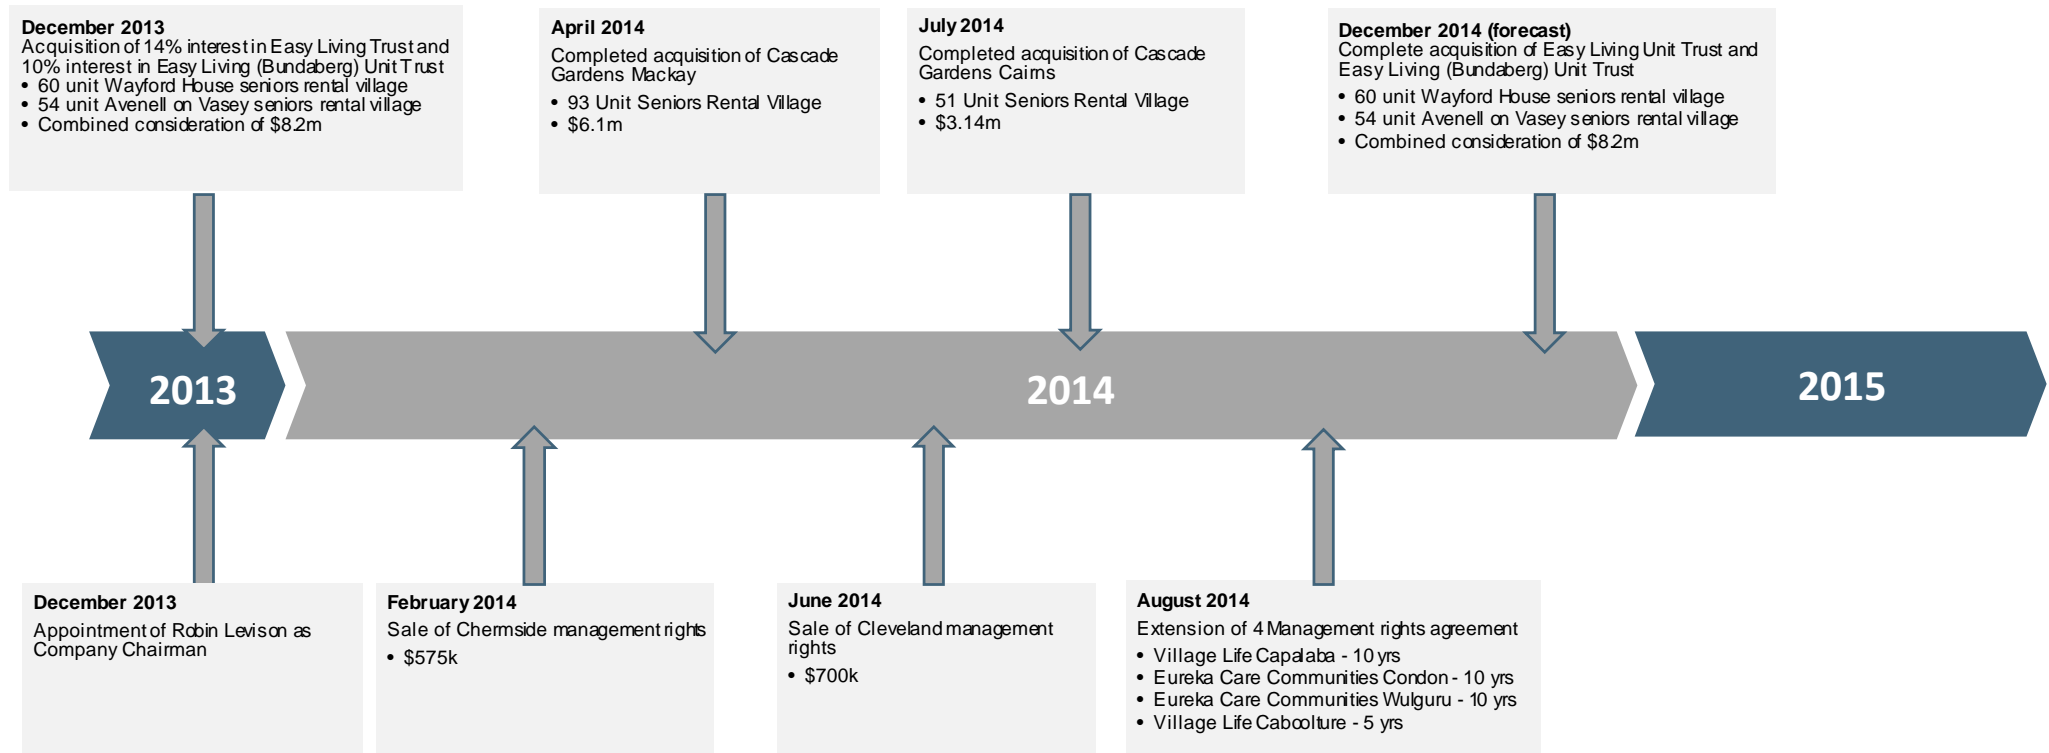 December 2013
Acquisition of 14% interest in Easy Living Trust and
10% interest in Easy Living (Bundaberg) Unit Trust
• 60 unit Wayford House seniors rental village
• 54 unit Avenell on Vasey seniors rental village
• Combined consideration of $8.2m
April 2014
Completed acquisition of Cascade
Gardens Mackay
• 93 Unit Seniors Rental Village
• $6.1m
July 2014
Completed acquisition of Cascade
Gardens Cairns
• 51 Unit Seniors Rental Village
• $3.14m
December 2014 (forecast)
Complete acquisition of Easy Living Unit Trust and
Easy Living (Bundaberg) Unit Trust
• 60 unit Wayford House seniors rental village
• 54 unit Avenell on Vasey seniors rental village
• Combined consideration of $8.2m
2013
2014
2015
December 2013
Appointment of Robin Levison as
Company Chairman
February 2014
Sale of Chermside management rights
• $575k
June 2014
Sale of Cleveland management
rights
• $700k
August 2014
Extension of 4 Management rights agreement
• Village Life Capalaba - 10 yrs
• Eureka Care Communities Condon - 10 yrs
• Eureka Care Communities Wulguru - 10 yrs
• Village Life Caboolture - 5 yrs